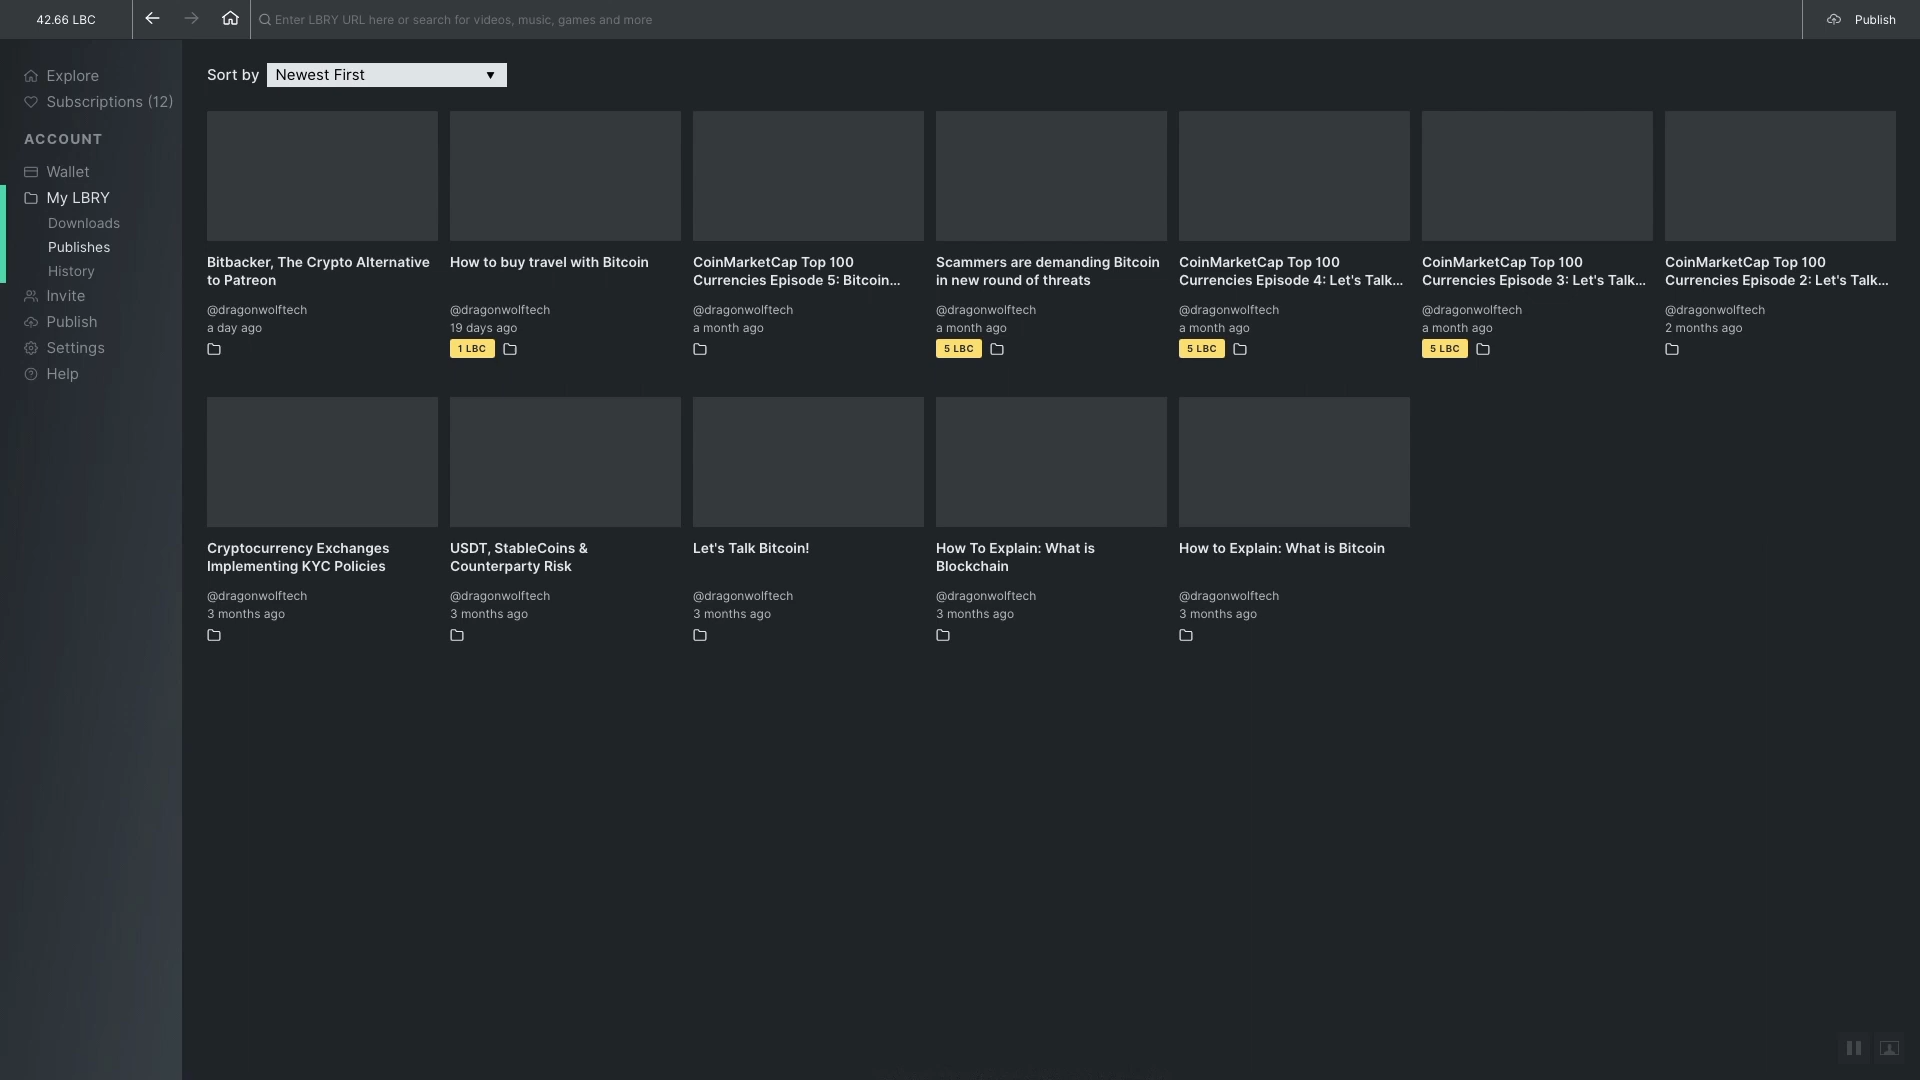 42.66 LBC
Enter LBRY URL here or search for videos, music, games and more
Publish
Explore
Subscriptions (12)
ACCOUNT
Wallet
My LBRY
Downloads
Publishes
History
Invite
Publish
Settings
Help
Sort by Newest First
Bitbacker, The Crypto Alternative
to Patreon
@dragonwolftech
a day ago
How to buy travel with Bitcoin
@dragonwolftech
19 days ago
1 LBC
CoinMarketCap Top 100
Currencies Episode 5: Bitcoin...
@dragonwolftech
a month ago
Scammers are demanding Bitcoin
in new round of threats
@dragonwolftech
a month ago
5 LBC
CoinMarketCap Top 100
Currencies Episode 4: Let's Talk...
@dragonwolftech
a month ago
5 LBC
CoinMarketCap Top 100
Currencies Episode 3: Let's Talk...
@dragonwolftech
a month ago
5 LBC
CoinMarketCap Top 100
Currencies Episode 2: Let's Talk...
@dragonwolftech
2 months ago
Cryptocurrency Exchanges
Implementing KYC Policies
@dragonwolftech
3 months ago
USDT, StableCoins &
Counterparty Risk
@dragonwolftech
3 months ago
Let's Talk Bitcoin!
@dragonwolftech
3 months ago
How To Explain: What is
Blockchain
@dragonwolftech
3 months ago
How to Explain: What is Bitcoin
@dragonwolftech
3 months ago